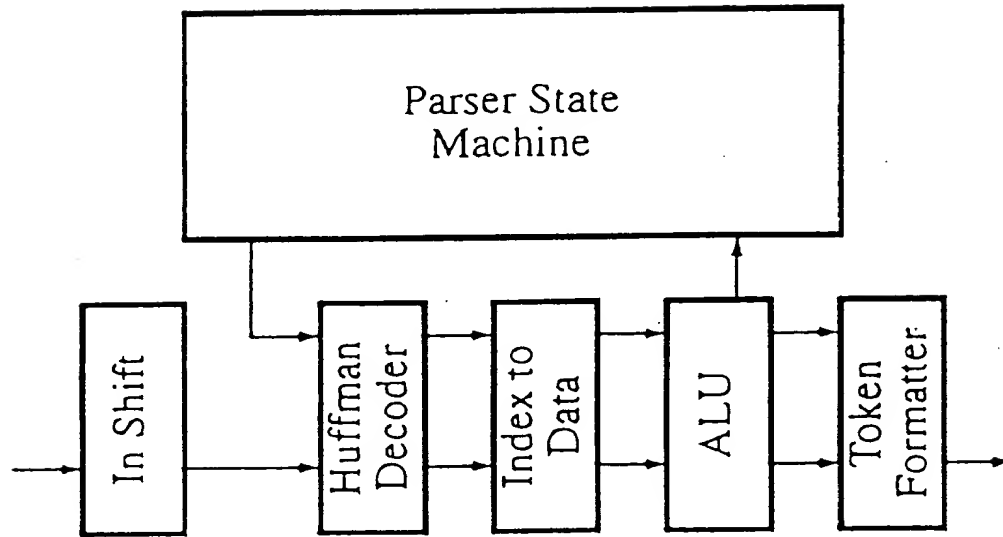 Parser State
Machine
In Shift
Huffman
Decoder
Index to
Data
ALU
Token
Formatter